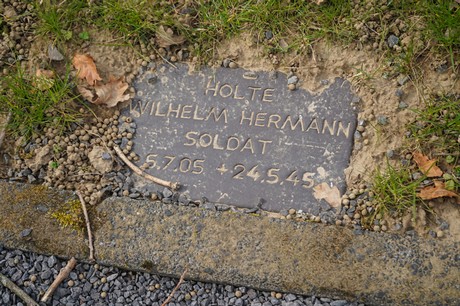 HOLTE
WILHELM HERMANN
SOLDAT
5.7.05 + 24.5.45